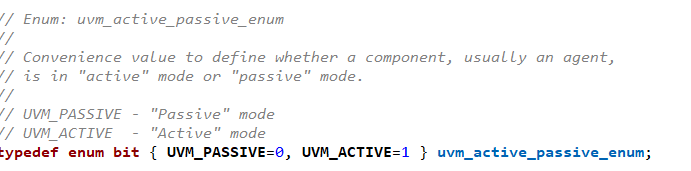 // Enum: uvm_active_passive_enum
//
// Convenience value to define whether a component, usually an agent,
// is in "active" mode or "passive" mode.
//
// UVM_PASSIVE - "Passive" mode
// UVM_ACTIVE  - "Active" mode
typedef enum bit { UVM_PASSIVE=0, UVM_ACTIVE=1 } uvm_active_passive_enum;